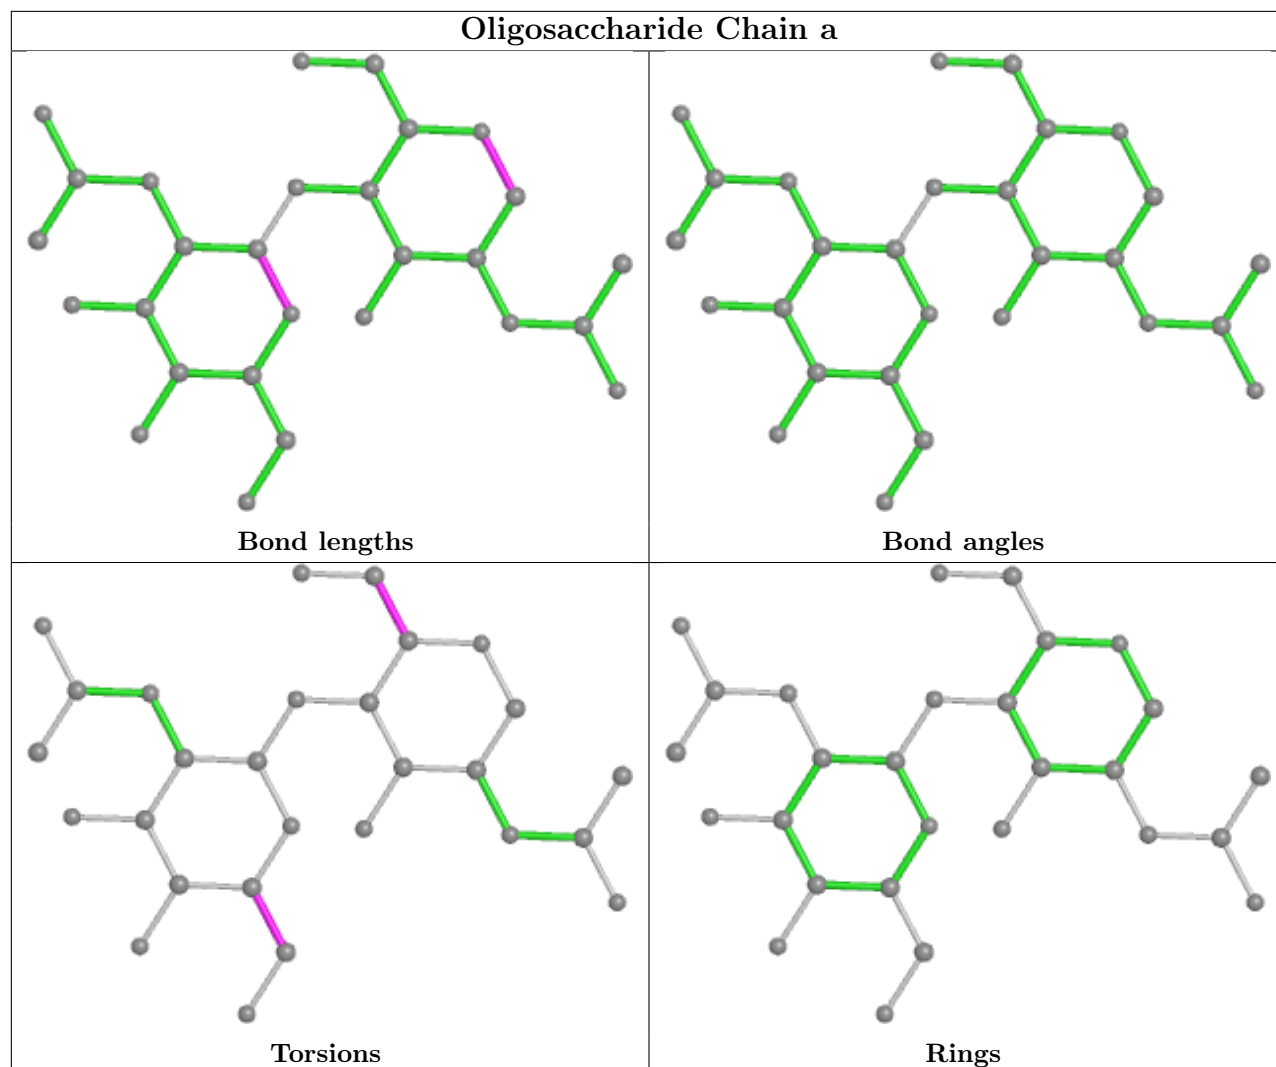 Oligosaccharide Chain a
Bond lengths
Bond angles
Torsions
Rings